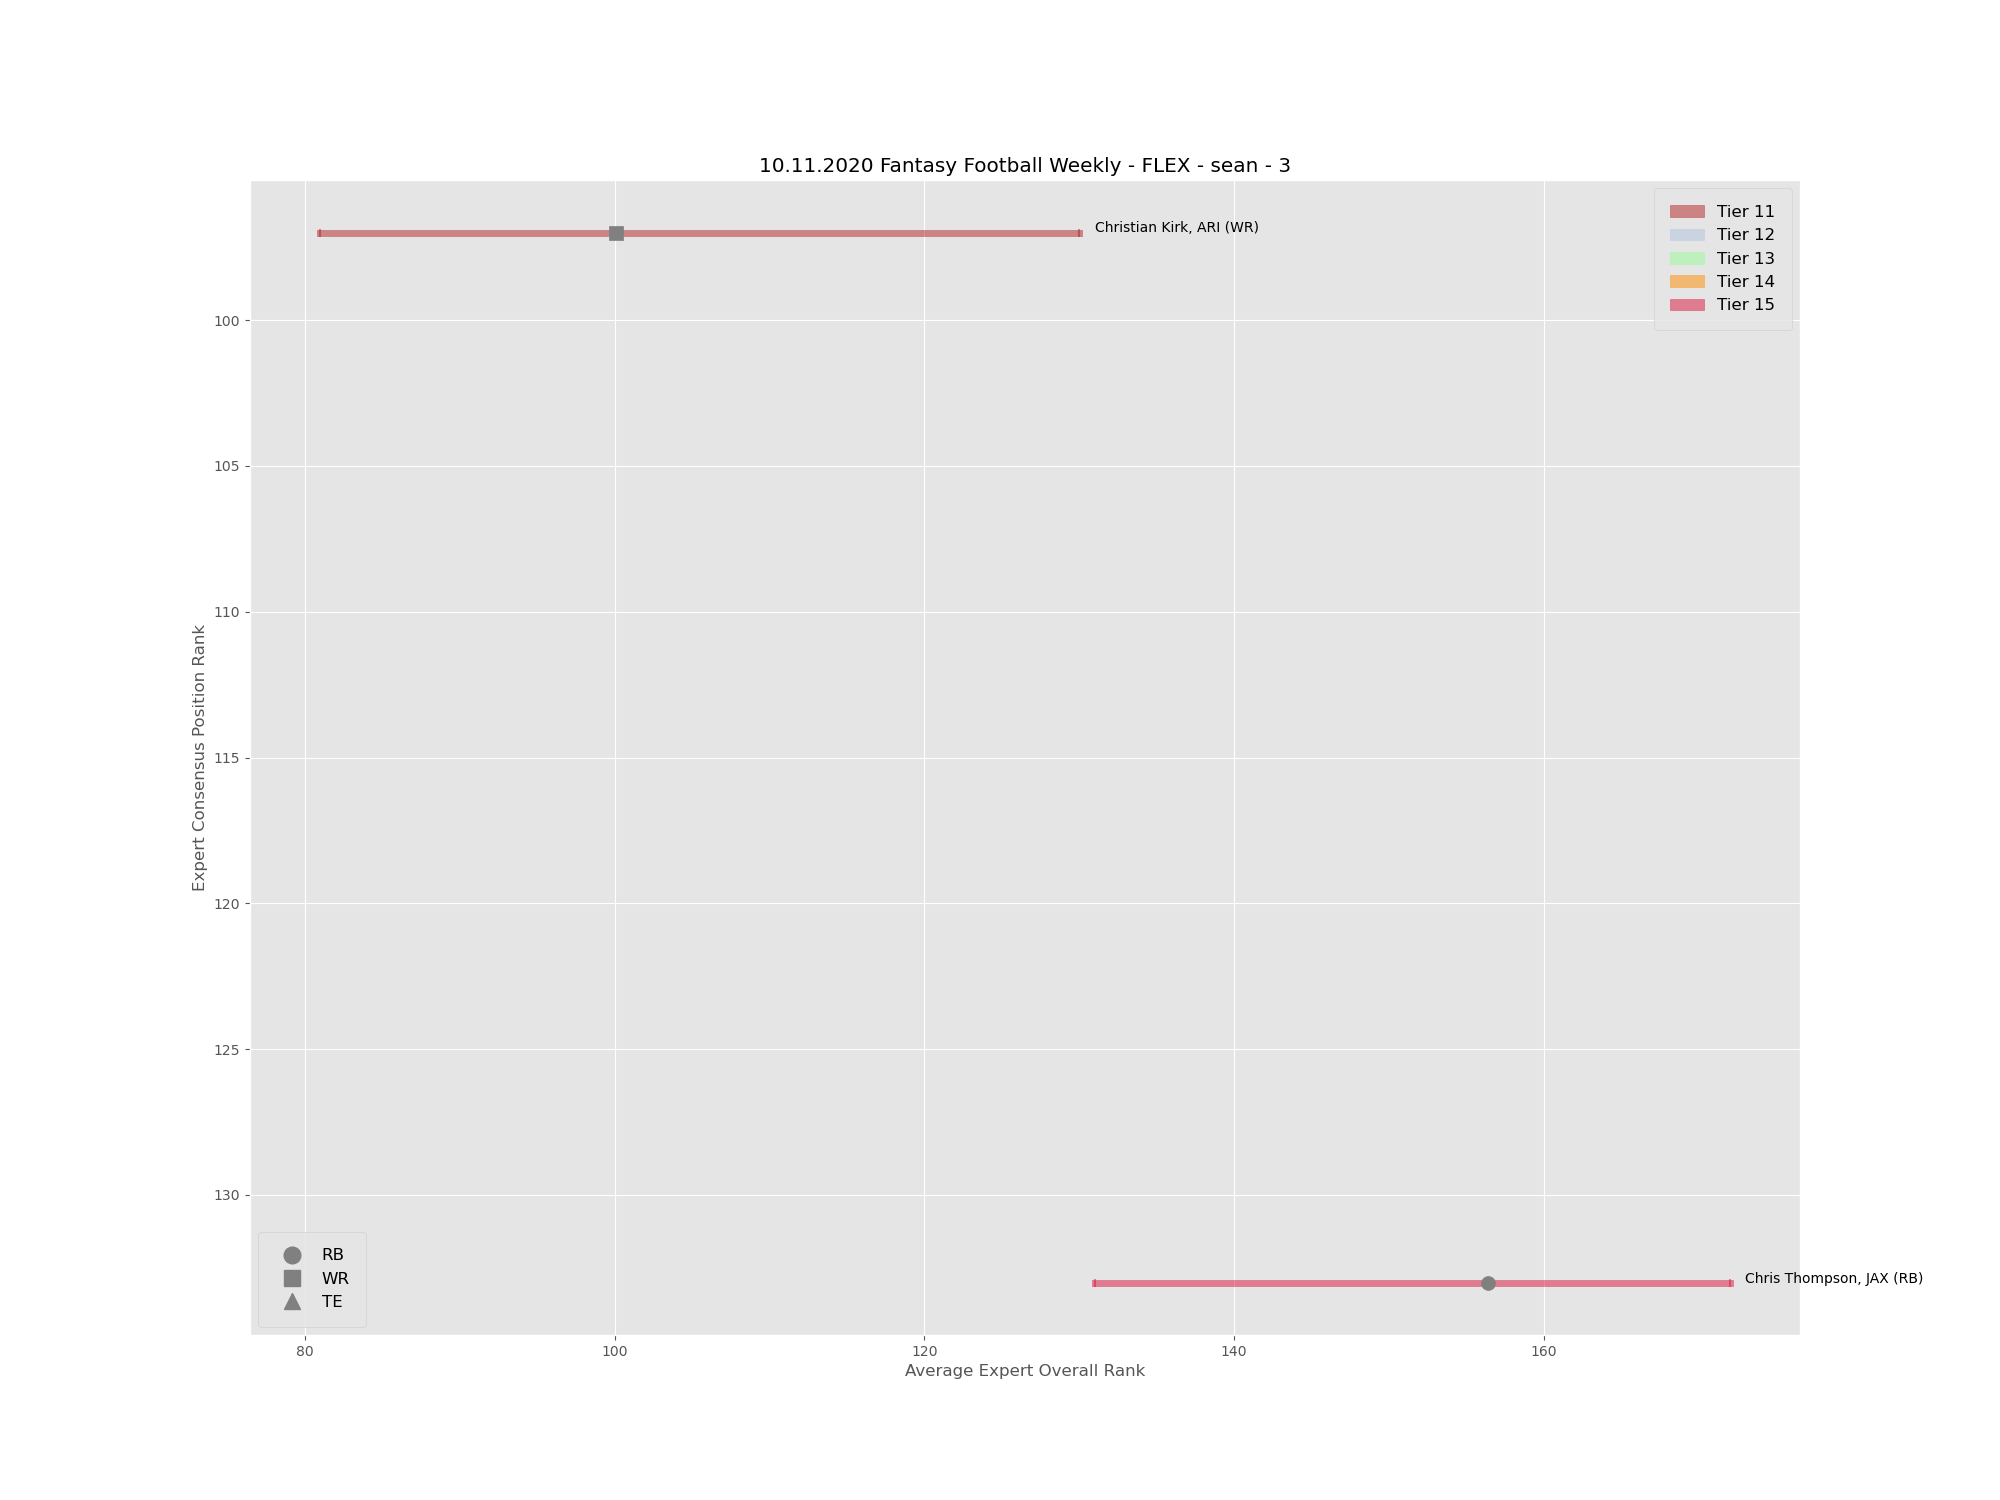 10.11.2020 Fantasy Football Weekly - FLEX - sean - 3
Christian Kirk, ARI (WR)
Tier 11
Tier 12
Tier 13
Tier 14
Tier 15
100
105
110
115
120
125
130
Expert Consensus Position Rank
RB
WR
TE
Chris Thompson, JAX (RB)
80
100
120
140
160
Average Expert Overall Rank